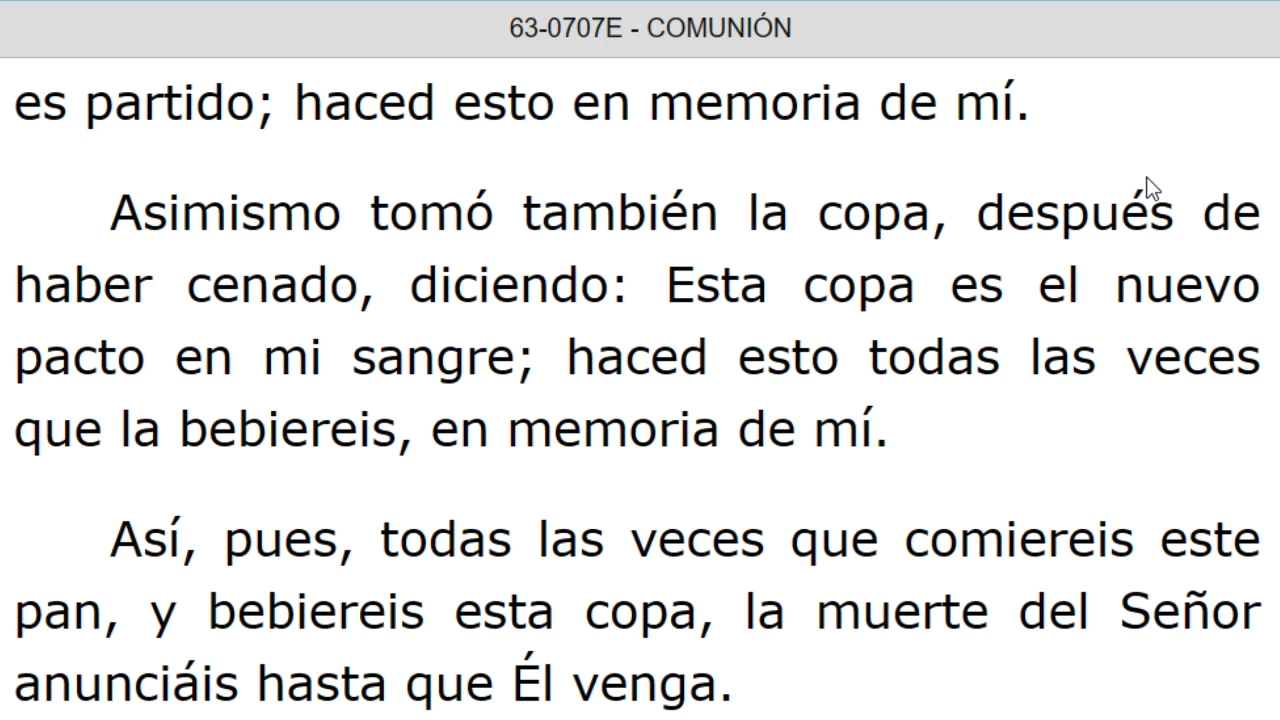 63-0707E - COMUNIÓN
es partido; haced esto en memoria de mí.
Asimismo tomó también la copa, después de
haber cenado, diciendo: Esta copa es el nuevo
pacto en mi sangre; haced esto todas las veces
que la bebiereis, en memoria de mí.
Así, pues, todas las veces que comiereis este
pan, y bebiereis esta copa, la muerte del Señor
anunciáis hasta que Él venga.